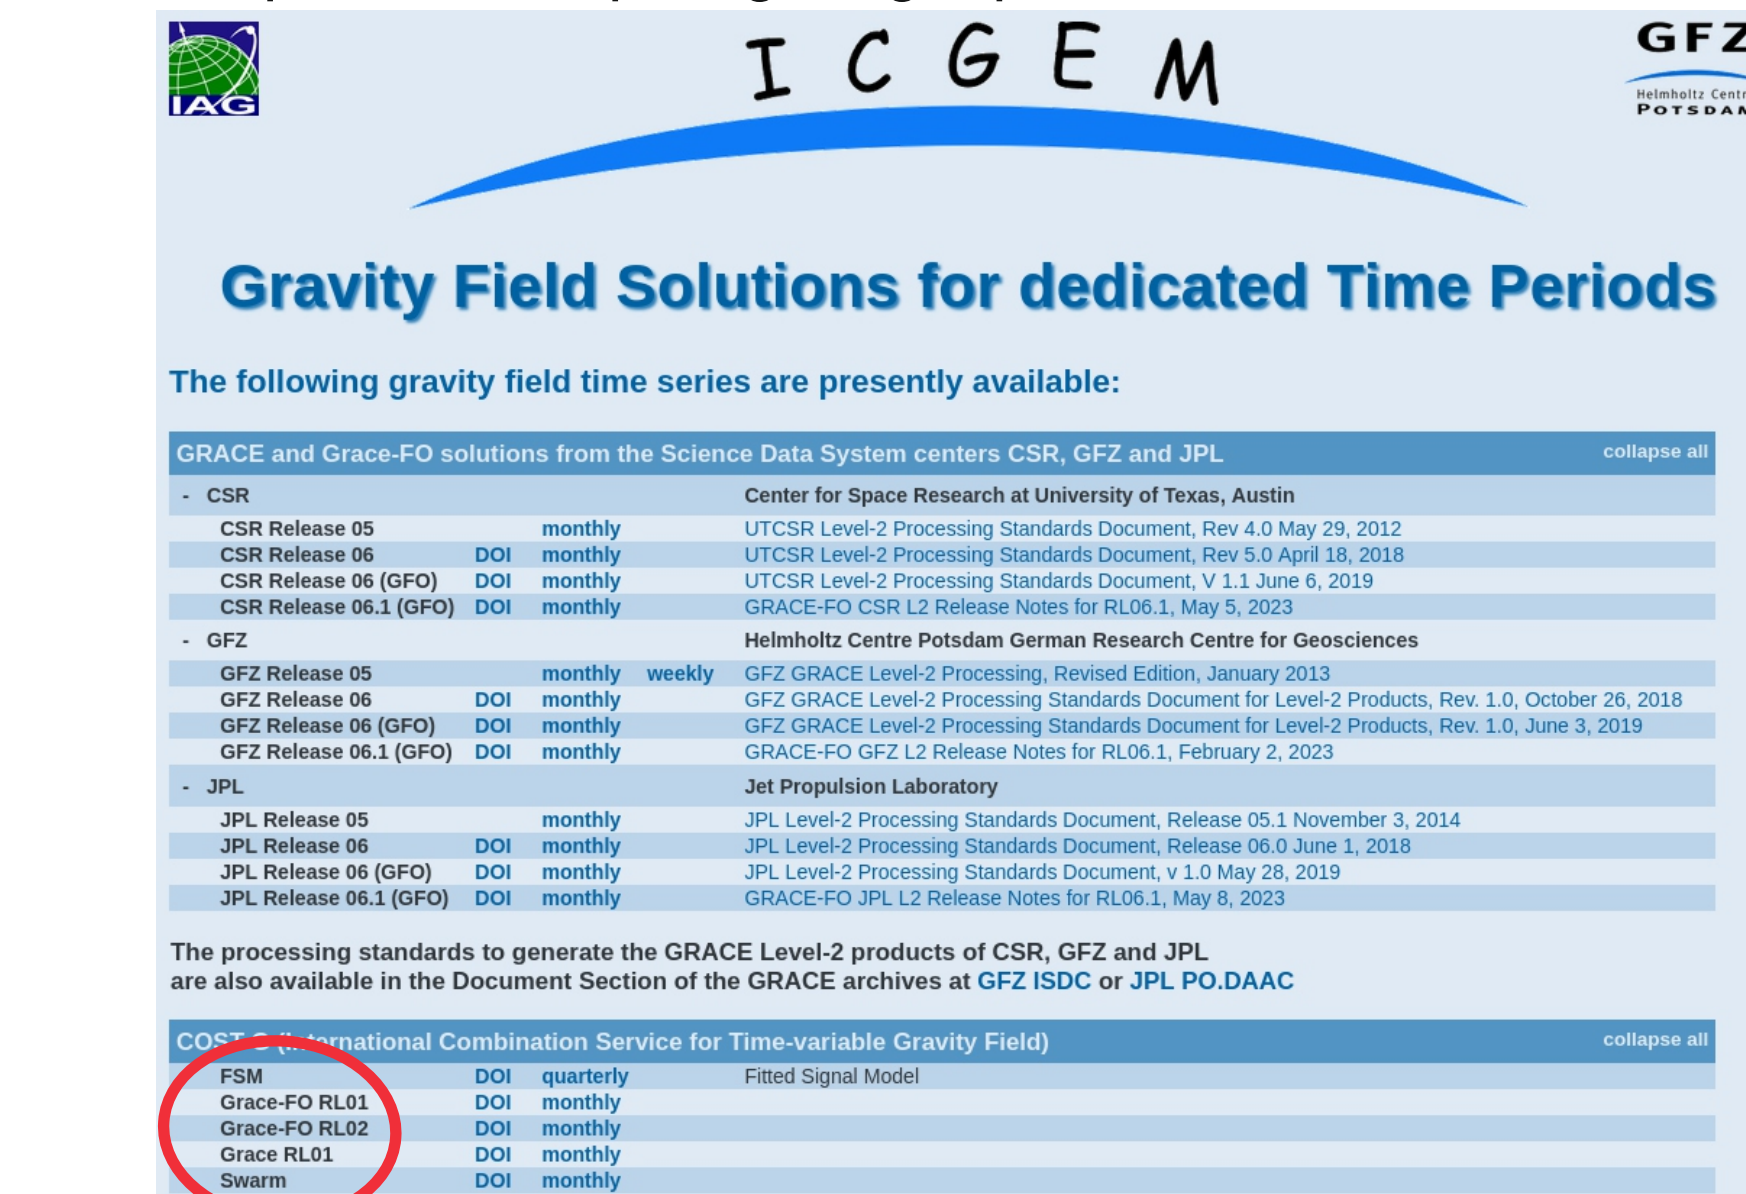 IAG
I C G E M
GFZ
Helmholtz Centr
POTSDAM
Gravity Field Solutions for dedicated Time Periods
The following gravity field time series are presently available:
GRACE and Grace-FO solutions from the Science Data System centers CSR, GFZ and JPL collapse all
- CSR Center for Space Research at University of Texas, Austin
CSR Release 05 monthly UTCSR Level-2 Processing Standards Document, Rev 4.0 May 29, 2012
CSR Release 06 DOI monthly UTCSR Level-2 Processing Standards Document, Rev 5.0 April 18, 2018
CSR Release 06 (GFO) DOI monthly UTCSR Level-2 Processing Standards Document, V 1.1 June 6, 2019
CSR Release 06.1 (GFO) DOI monthly GRACE-FO CSR L2 Release Notes for RL06.1, May 5, 2023
- GFZ Helmholtz Centre Potsdam German Research Centre for Geosciences
GFZ Release 05 monthly weekly GFZ GRACE Level-2 Processing, Revised Edition, January 2013
GFZ Release 06 DOI monthly GFZ GRACE Level-2 Processing Standards Document for Level-2 Products, Rev. 1.0, October 26, 2018
GFZ Release 06 (GFO) DOI monthly GFZ GRACE Level-2 Processing Standards Document for Level-2 Products, Rev. 1.0, June 3, 2019
GFZ Release 06.1 (GFO) DOI monthly GRACE-FO GFZ L2 Release Notes for RL06.1, February 2, 2023
- JPL Jet Propulsion Laboratory
JPL Release 05 monthly JPL Level-2 Processing Standards Document, Release 05.1 November 3, 2014
JPL Release 06 DOI monthly JPL Level-2 Processing Standards Document, Release 06.0 June 1, 2018
JPL Release 06 (GFO) DOI monthly JPL Level-2 Processing Standards Document, v 1.0 May 28, 2019
JPL Release 06.1 (GFO) DOI monthly GRACE-FO JPL L2 Release Notes for RL06.1, May 8, 2023
The processing standards to generate the GRACE Level-2 products of CSR, GFZ and JPL
are also available in the Document Section of the GRACE archives at GFZ ISDC or JPL PO.DAAC
COST-G (International Combination Service for Time-variable Gravity Field) collapse all
FSM DOI quarterly Fitted Signal Model
Grace-FO RL01 DOI monthly
Grace-FO RL02 DOI monthly
Grace RL01 DOI monthly
Swarm DOI monthly